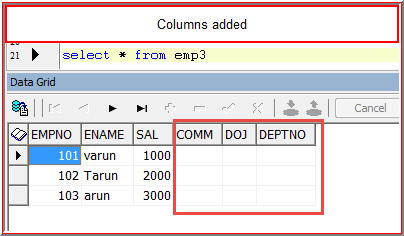 Columns added
20
21 select * from emp3
Data Grid
Cancel
EMPNO ENAME SAL COMM DOJ DEPTNO
101 varun 1000
102 Tarun 2000
103 arun 3000